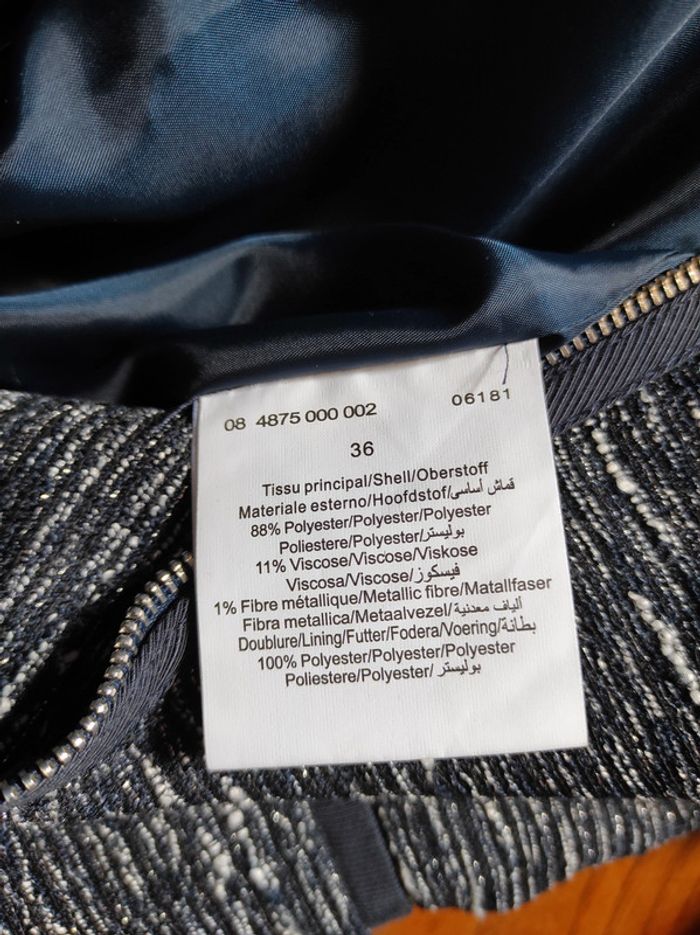 08 4875 000 002 06181
36
Tissu principal/Shell/Oberstoff
Materiale esterno/Hoofdstof/قماش أساسي
88% Polyester/Polyester/Polyester
Poliestere/Polyester/بوليستر
11% Viscose/Viscose/Viskose
Viscosa/Viscose/فيسكوز
1% Fibre métallique/Metallic fibre/Matallfaser
Fibra metallica/Metaalvezel/ألياف معدنية
Doublure/Lining/Futter/Fodera/Voering/بطانة
100% Polyester/Polyester/Polyester
Poliestere/Polyester/ بوليستر